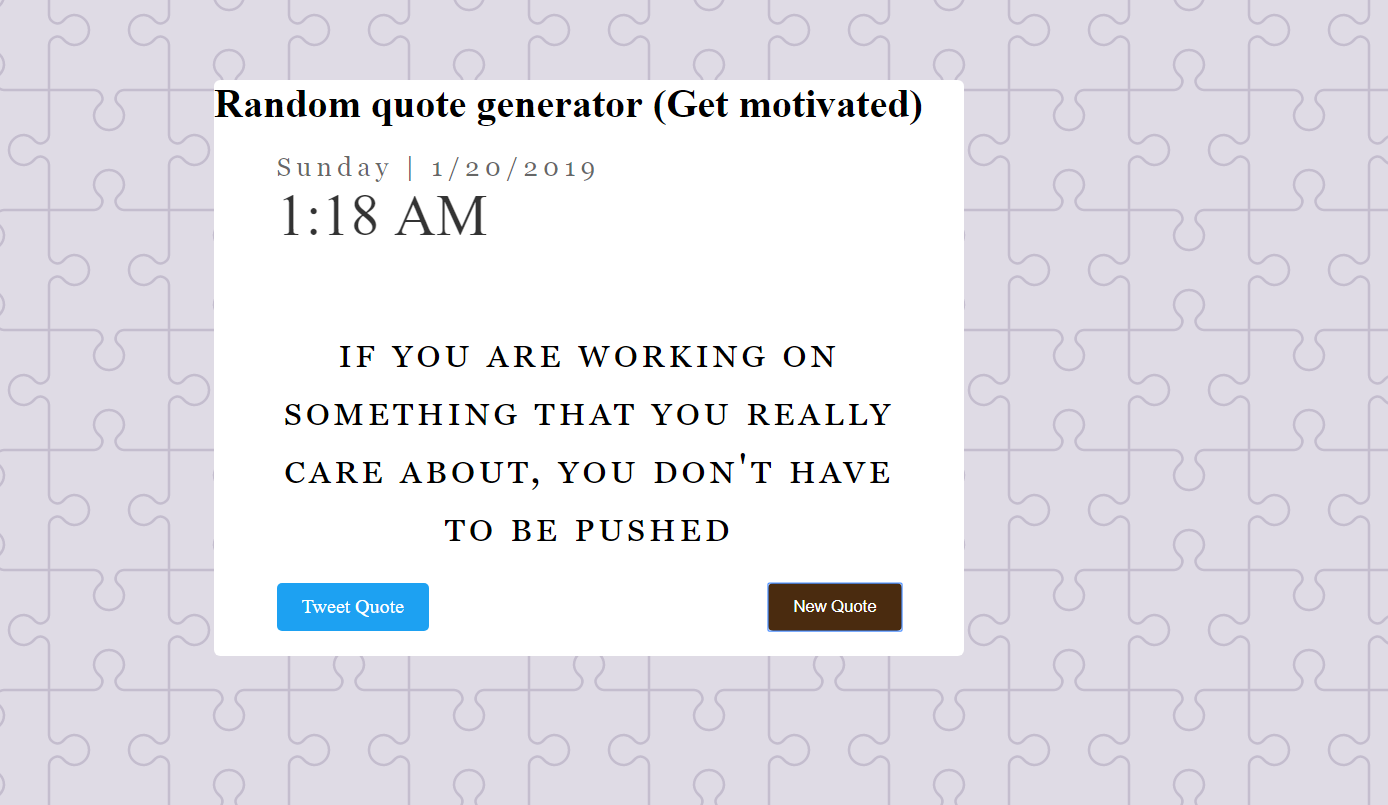 Random quote generator (Get motivated)
Sunday | 1/20/2019
1:18 AM
IF YOU ARE WORKING ON
SOMETHING THAT YOU REALLY
CARE ABOUT, YOU DON'T HAVE
TO BE PUSHED
Tweet Quote
New Quote